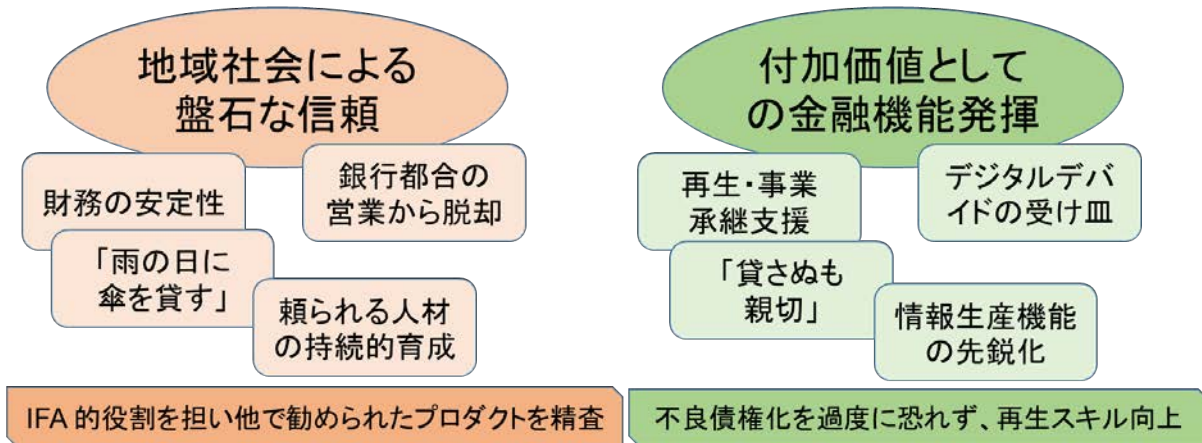 地域社会による
盤石な信頼
財務の安定性
銀行都合の
営業から脱却
「雨の日に
傘を貸す」
頼られる人材
の持続的育成
IFA 的役割を担い他で勧められたプロダクトを精査
付加価値として
の金融機能発揮
再生・事業
承継支援
デジタルデバ
イドの受け皿
「貸さぬも
親切」
情報生産機能
の先鋭化
不良債権化を過度に恐れず、再生スキル向上